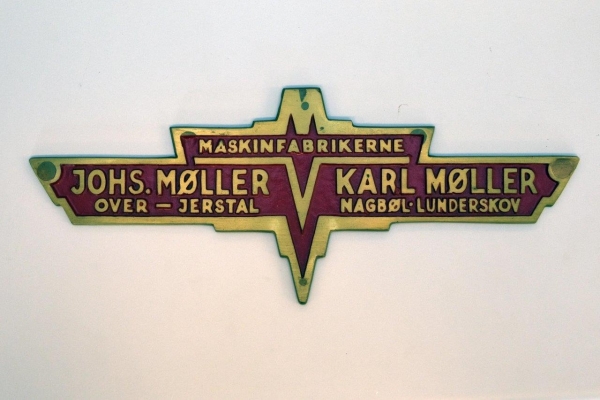 MASKINFABRIKERNE
JOHS. MØLLER KARL MØLLER
OVER — JERSTAL NAGBØL·LUNDERSKOV